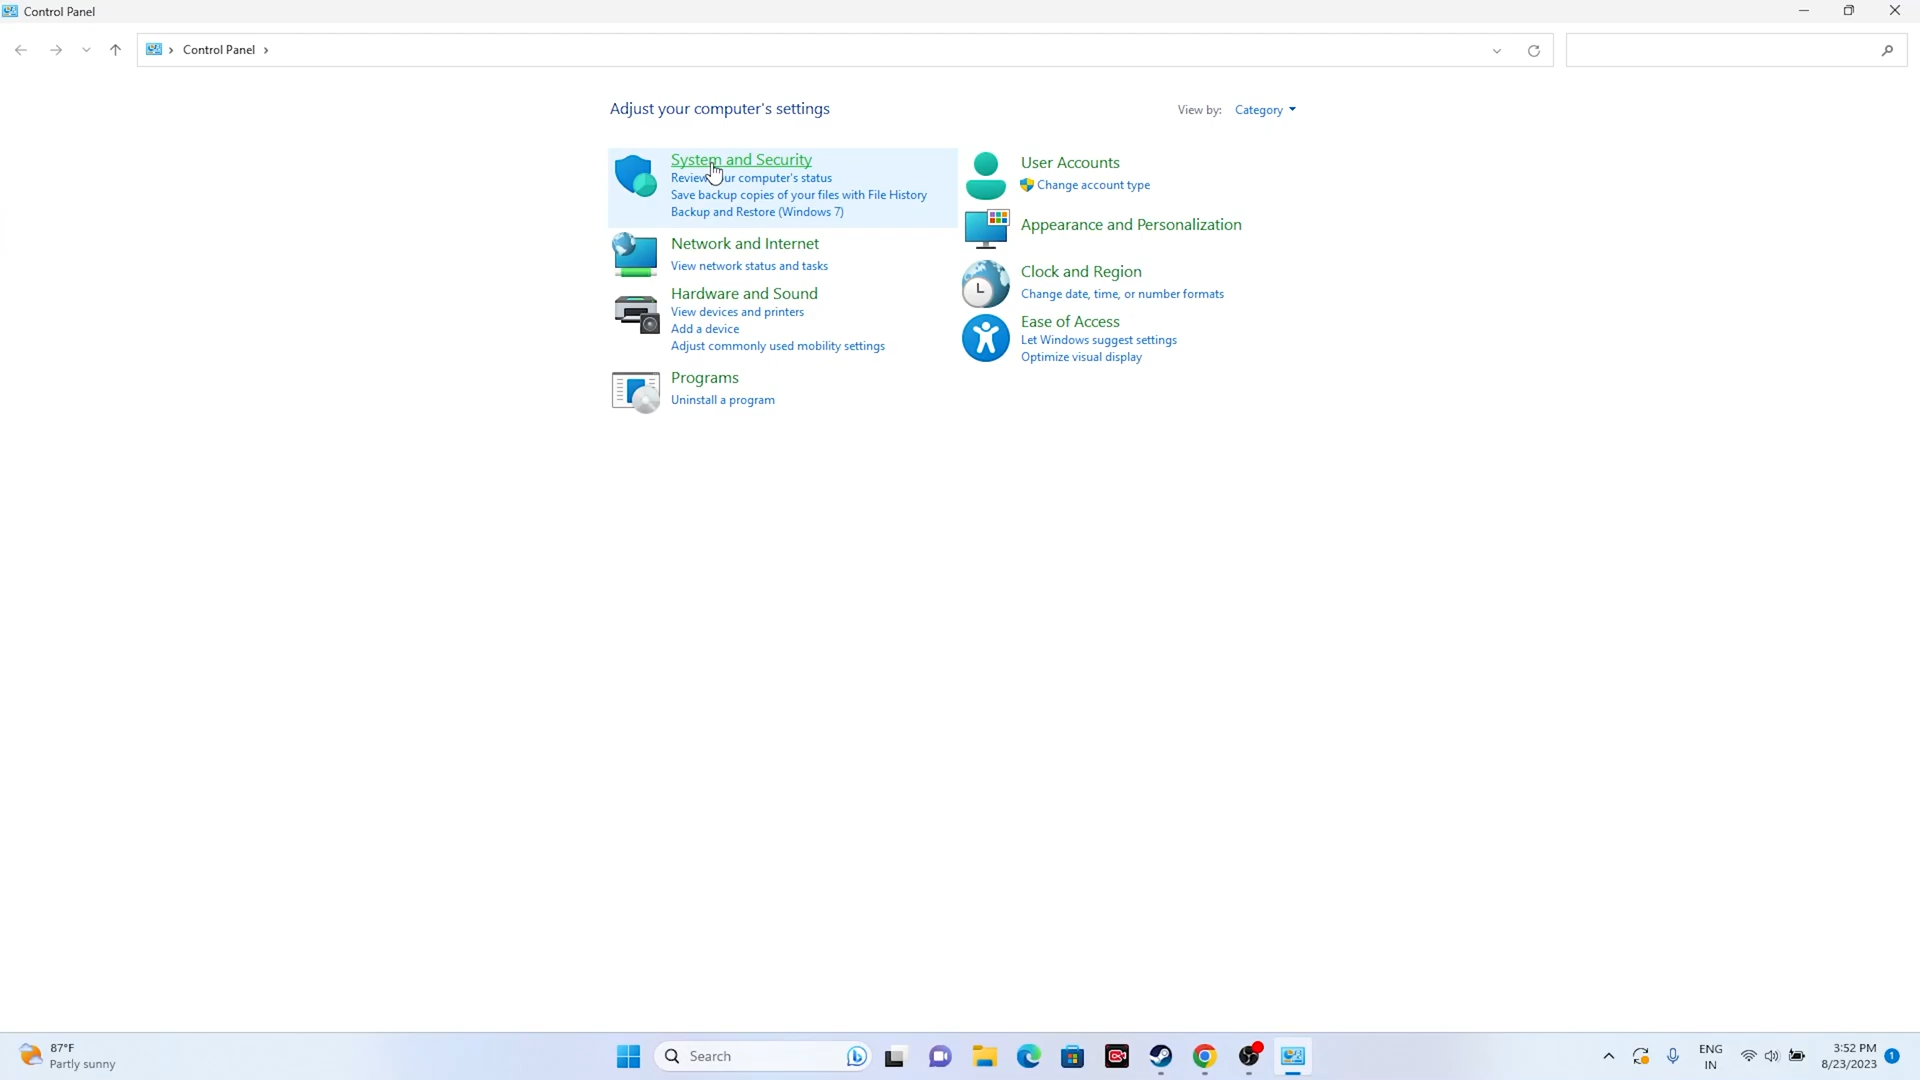 Control Panel
Control Panel
Adjust your computer's settings
View by: Category
System and Security
Review ur computer's status
Save backup copies of your files with File History
Backup and Restore (Windows 7)
Network and Internet
View network status and tasks
Hardware and Sound
View devices and printers
Add a device
Adjust commonly used mobility settings
Programs
Uninstall a program
User Accounts
Change account type
Appearance and Personalization
Clock and Region
Change date, time, or number formats
Ease of Access
Let Windows suggest settings
Optimize visual display
87°F
Partly sunny
Search
ENG
IN
3:52 PM
8/23/2023
1